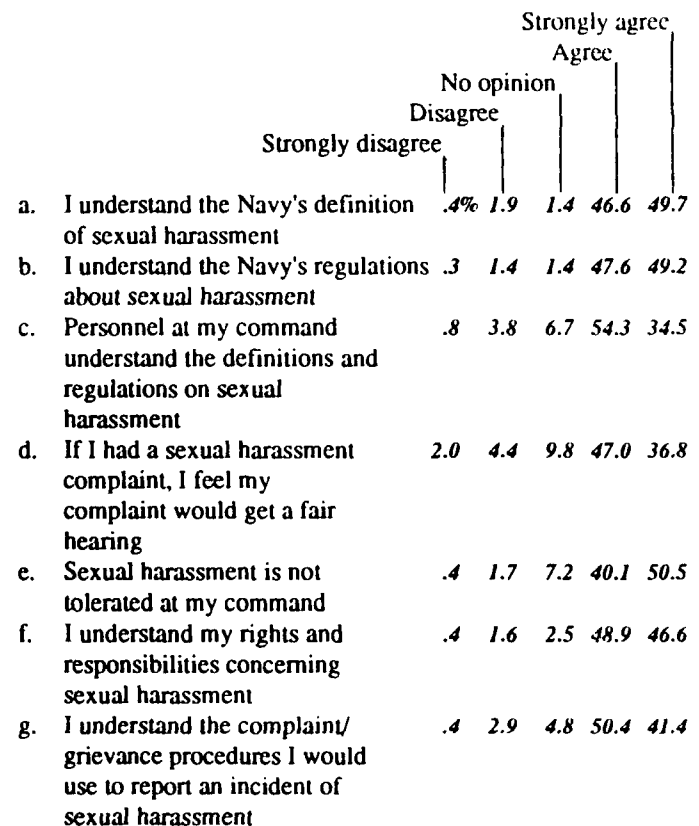 Strongly agree
Agree
No opinion
Disagree
Strongly disagree
a. I understand the Navy's definition .4% 1.9 1.4 46.6 49.7
of sexual harassment
b. I understand the Navy's regulations .3 1.4 1.4 47.6 49.2
about sexual harassment
c. Personnel at my command .8 3.8 6.7 54.3 34.5
understand the definitions and
regulations on sexual
harassment
d. If I had a sexual harassment 2.0 4.4 9.8 47.0 36.8
complaint, I feel my
complaint would get a fair
hearing
e. Sexual harassment is not .4 1.7 7.2 40.1 50.5
tolerated at my command
f. I understand my rights and .4 1.6 2.5 48.9 46.6
responsibilities concerning
sexual harassment
g. I understand the complaint/ .4 2.9 4.8 50.4 41.4
grievance procedures I would
use to report an incident of
sexual harassment